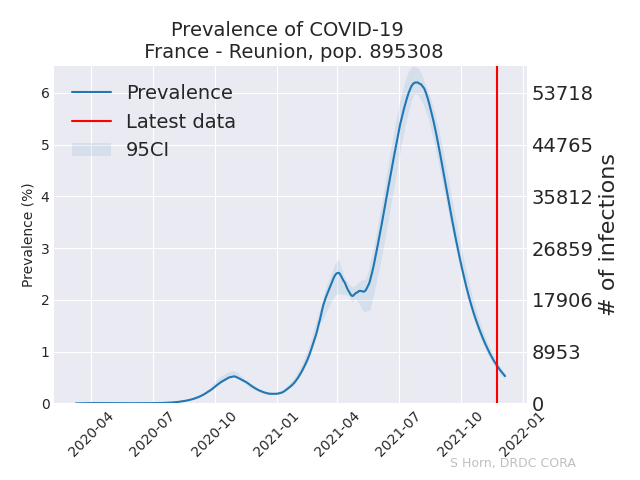 Prevalence of COVID-19
France - Reunion, pop. 895308
Prevalence
Latest data
95CI
Prevalence (%)
6
5
4
3
2
1
0
53718
44765
35812
26859
17906
8953
0
# of infections
2020-04
2020-07
2020-10
2021-01
2021-04
2021-07
2021-10
2022-01
S Horn, DRDC CORA